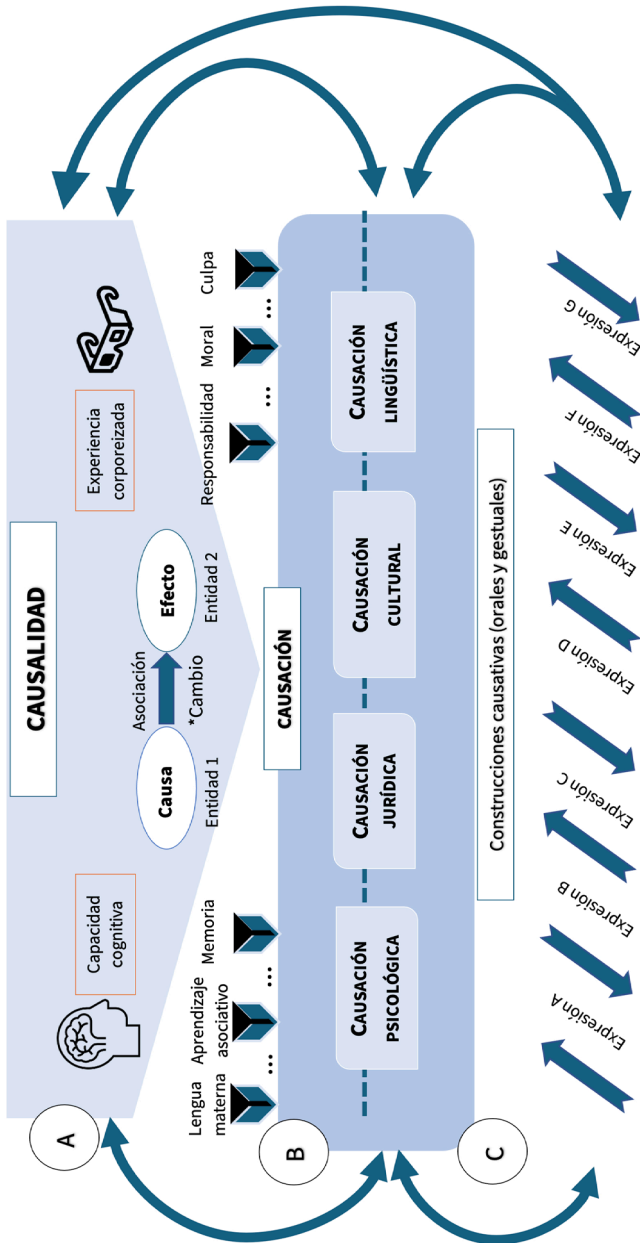 A
CAUSALIDAD
Capacidad
cognitiva
Experiencia
corporeizada
Causa
Entidad 1
Asociación
*Cambio
Efecto
Entidad 2
Lengua
materna
...
Aprendizaje
asociativo
...
Memoria
CAUSACIÓN
Responsabilidad
...
Moral
...
Culpa
B
CAUSACIÓN
PSICOLÓGICA
CAUSACIÓN
JURÍDICA
CAUSACIÓN
CULTURAL
CAUSACIÓN
LINGÜÍSTICA
C
Construcciones causativas (orales y gestuales)
Expresión A
Expresión B
Expresión C
Expresión D
Expresión E
Expresión F
Expresión G